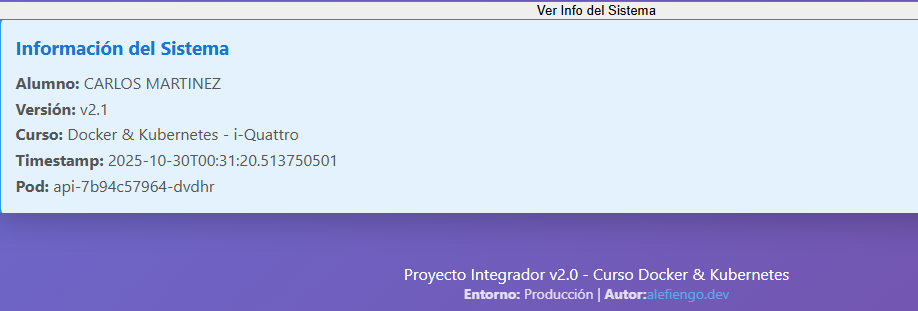 Ver Info del Sistema
Información del Sistema
Alumno: CARLOS MARTINEZ
Versión: v2.1
Curso: Docker & Kubernetes - i-Quattro
Timestamp: 2025-10-30T00:31:20.513750501
Pod: api-7b94c57964-dvdhr
Proyecto Integrador v2.0 - Curso Docker & Kubernetes
Entorno: Producción | Autor:alefiengo.dev